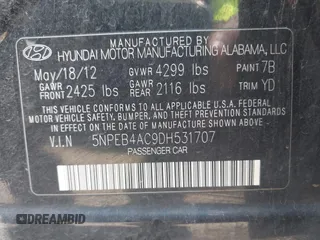 MANUFACTURED BY
HYUNDAI MOTOR MANUFACTURING ALABAMA, LLC
May/18/12 GVWR 4299 lbs PAINT 7B
GAWR FRONT 2425 lbs GAWR REAR 2116 lbs TRIM YD
THIS VEHICLE CONFORMS TO ALL APPLICABLE
U.S. FEDERAL MOTOR VEHICLE
SAFETY, BUMPER, AND THEFT PREVENTION STANDARDS
IN EFFECT ON THE DATE OF MANUFACTURE SHOWN ABOVE.
V.I.N 5NPEB4AC9DH531707
PASSENGER CAR
BIDAMBID